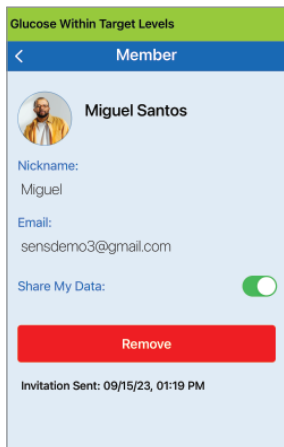 Glucose Within Target Levels
Member
Miguel Santos
Nickname:
Miguel
Email:
sensdemo3@gmail.com
Share My Data:
Remove
Invitation Sent: 09/15/23, 01:19 PM